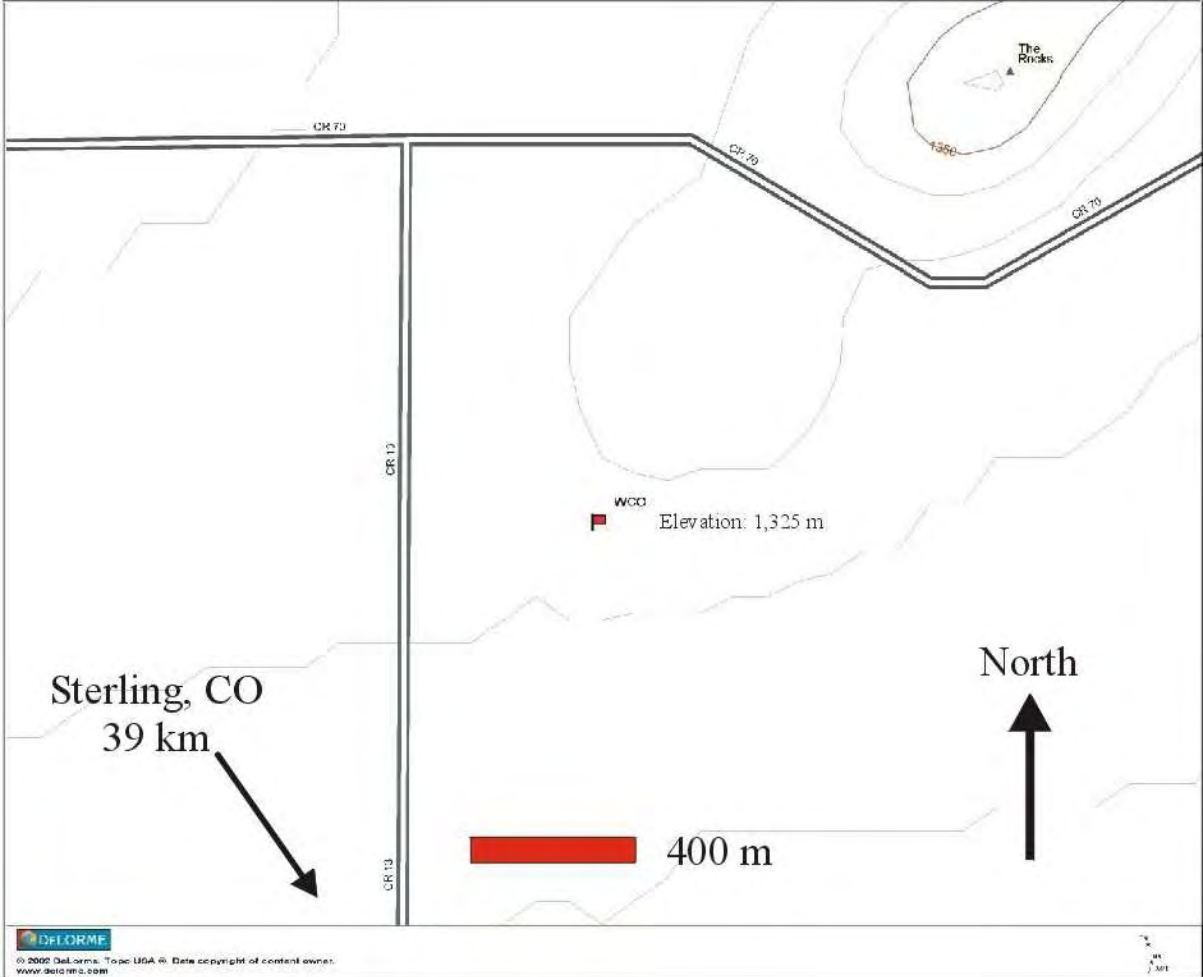 The
Rocks
CR 70
CR 70
1350
CR 70
CR 13
WCO
Elevation: 1,325 m
North
Sterling, CO
39 km
400 m
CR 13
DELORME
© 2002 DeLorme. Topo USA ®. Data copyright of content owner.
www.delorme.com